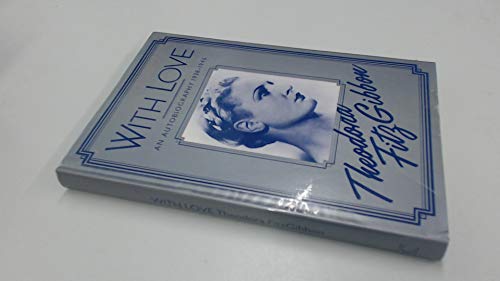 WITH LOVE
AN AUTOBIOGRAPHY 1938-1946
Theodora
FitzGibbon
WITH LOVE Theodora FitzGibbon